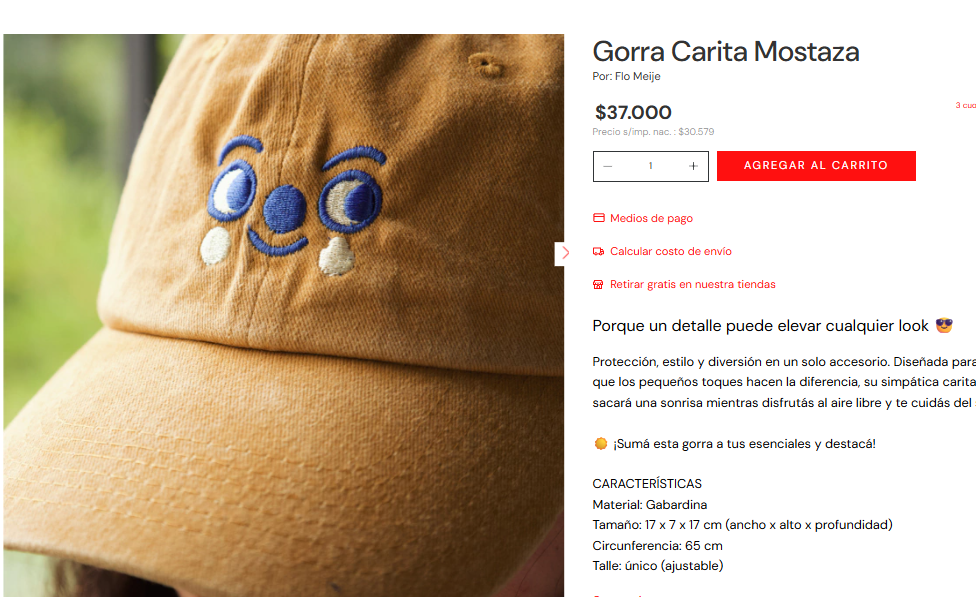 Gorra Carita Mostaza
Por: Flo Meije
$37.000
3 cuo
Precio s/imp. nac. : $30.579
1
AGREGAR AL CARRITO
Medios de pago
Calcular costo de envío
Retirar gratis en nuestra tiendas
Porque un detalle puede elevar cualquier look 😎
Protección, estilo y diversión en un solo accesorio. Diseñada para
que los pequeños toques hacen la diferencia, su simpática carita
sacará una sonrisa mientras disfrutás al aire libre y te cuidás del
🌞 ¡Sumá esta gorra a tus esenciales y destacá!
CARACTERÍSTICAS
Material: Gabardina
Tamaño: 17 x 7 x 17 cm (ancho x alto x profundidad)
Circunferencia: 65 cm
Talle: único (ajustable)